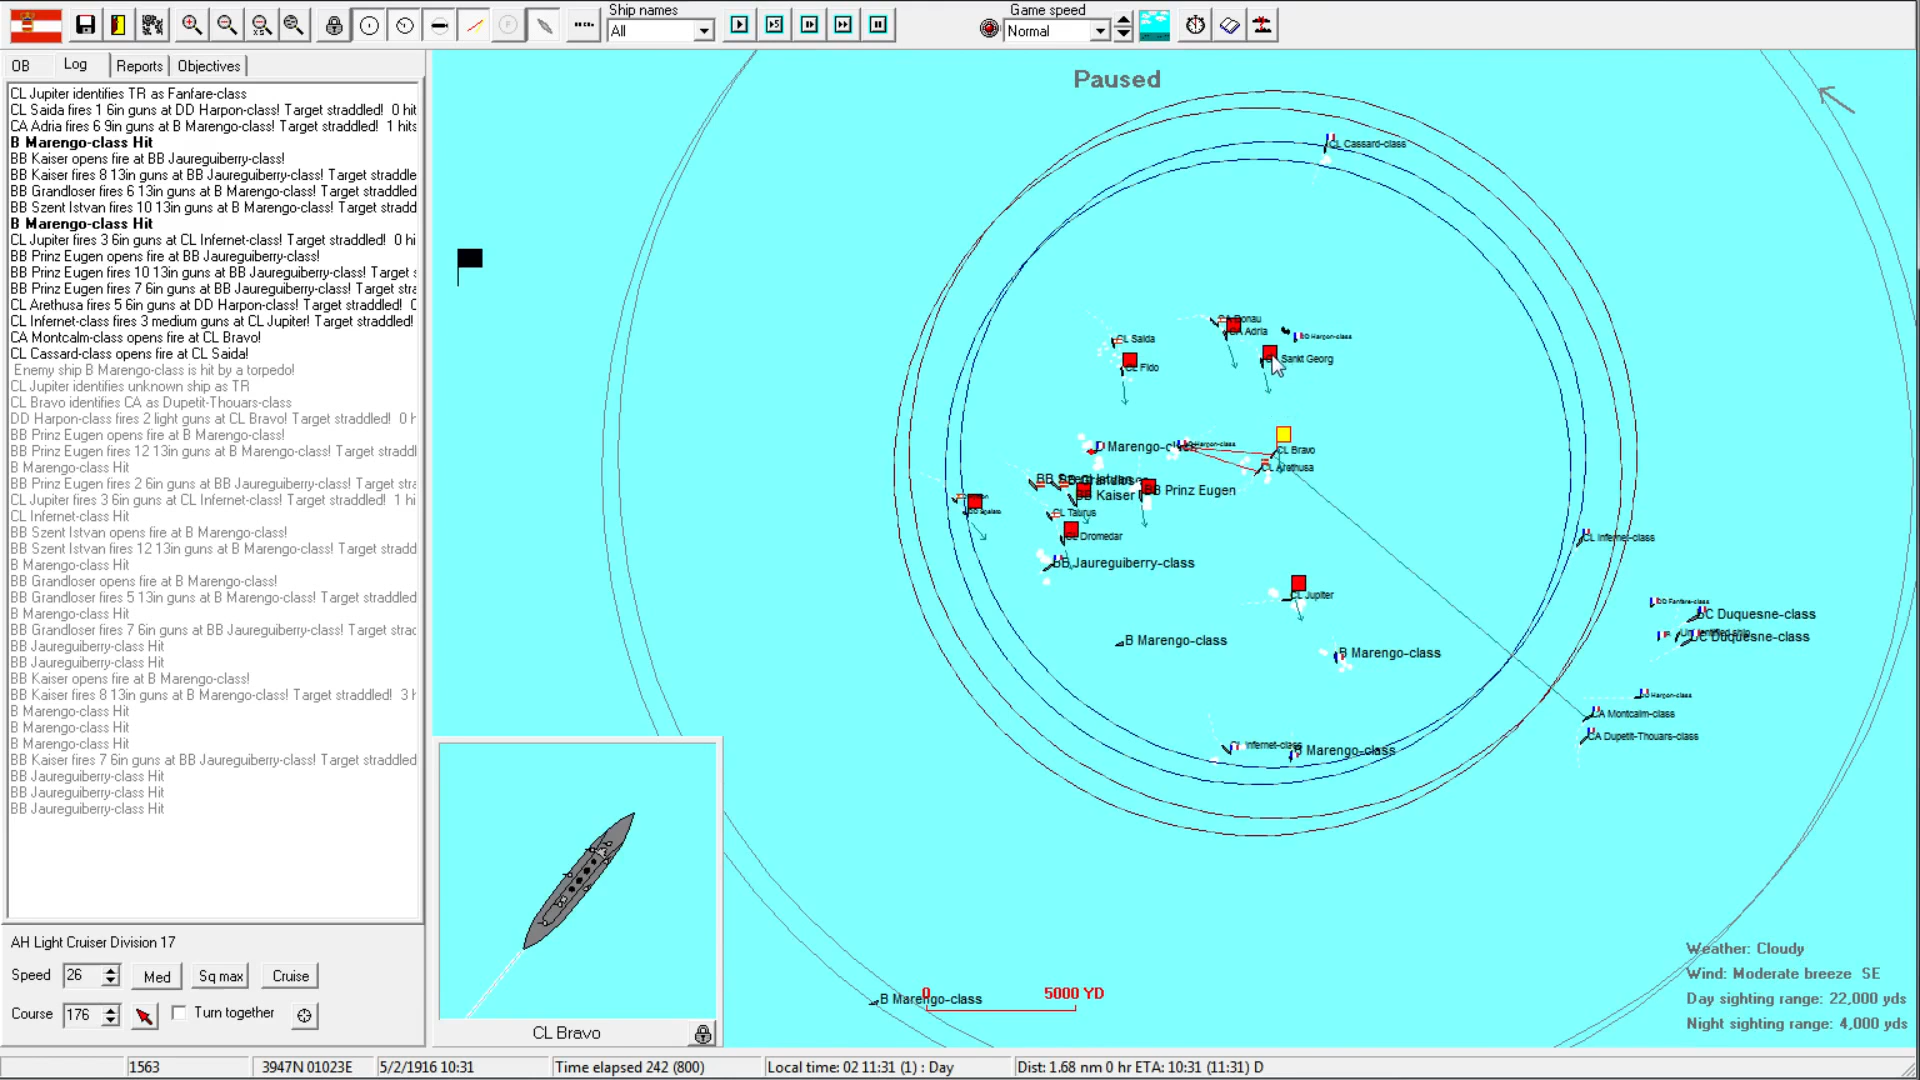 Ship names
All
Game speed
Normal
OB
Log
Reports
Objectives
CL Jupiter identifies TR as Fanfare-class
CL Saida fires 1 6in guns at DD Harpon-class! Target straddled!  0 hit
CA Adria fires 6 9in guns at B Marengo-class! Target straddled!  1 hits
B Marengo-class Hit
BB Kaiser opens fire at BB Jaureguiberry-class!
BB Kaiser fires 8 13in guns at BB Jaureguiberry-class! Target straddle
BB Grandloser fires 6 13in guns at B Marengo-class! Target straddled
BB Szent Istvan fires 10 13in guns at B Marengo-class! Target stradd
B Marengo-class Hit
CL Jupiter fires 3 6in guns at CL Infernet-class! Target straddled!  0 hi
BB Prinz Eugen opens fire at BB Jaureguiberry-class!
BB Prinz Eugen fires 10 13in guns at BB Jaureguiberry-class! Target s
BB Prinz Eugen fires 7 6in guns at BB Jaureguiberry-class! Target stra
CL Arethusa fires 5 6in guns at DD Harpon-class! Target straddled!  0
CL Infernet-class fires 3 medium guns at CL Jupiter! Target straddled!
CA Montcalm-class opens fire at CL Bravo!
CL Cassard-class opens fire at CL Saida!
Enemy ship B Marengo-class is hit by a torpedo!
CL Jupiter identifies unknown ship as TR
CL Bravo identifies CA as Dupetit-Thouars-class
DD Harpon-class fires 2 light guns at CL Bravo! Target straddled!  0 h
BB Prinz Eugen opens fire at B Marengo-class!
BB Prinz Eugen fires 12 13in guns at B Marengo-class! Target straddl
B Marengo-class Hit
BB Prinz Eugen fires 2 6in guns at BB Jaureguiberry-class! Target stra
CL Jupiter fires 3 6in guns at CL Infernet-class! Target straddled!  1 hi
CL Infernet-class Hit
BB Szent Istvan opens fire at B Marengo-class!
BB Szent Istvan fires 12 13in guns at B Marengo-class! Target stradd
B Marengo-class Hit
BB Grandloser opens fire at B Marengo-class!
BB Grandloser fires 5 13in guns at B Marengo-class! Target straddled
B Marengo-class Hit
BB Grandloser fires 7 6in guns at BB Jaureguiberry-class! Target strad
BB Jaureguiberry-class Hit
BB Jaureguiberry-class Hit
BB Kaiser opens fire at B Marengo-class!
BB Kaiser fires 8 13in guns at B Marengo-class! Target straddled!  3 h
B Marengo-class Hit
B Marengo-class Hit
B Marengo-class Hit
BB Kaiser fires 7 6in guns at BB Jaureguiberry-class! Target straddled
BB Jaureguiberry-class Hit
BB Jaureguiberry-class Hit
BB Jaureguiberry-class Hit
AH Light Cruiser Division 17
Speed
26
Med
Sq max
Cruise
Course
176
Turn together
Paused
CL Cassard-class
CL Saida
CL Fido
CA Adria
DD Harpon-class
Sankt Georg
Marengo-class
Harpon-class
CL Bravo
CL Arethusa
BB Kaiser
BB Prinz Eugen
CL Taurus
Dromedar
BB Jaureguiberry-class
CL Jupiter
B Marengo-class
B Marengo-class
CL Infernet-class
DD Fanfare-class
BC Duquesne-class
BC Duquesne-class
DD Harpon-class
CA Montcalm-class
CA Dupetit-Thouars-class
CL Infernet-class
B Marengo-class
B Marengo-class
0
5000 YD
CL Bravo
Weather: Cloudy
Wind: Moderate breeze  SE
Day sighting range: 22,000 yds
Night sighting range: 4,000 yds
1563
3947N 01023E
5/2/1916 10:31
Time elapsed 242 (800)
Local time: 02 11:31 (1) : Day
Dist: 1.68 nm 0 hr ETA: 10:31 (11:31) D